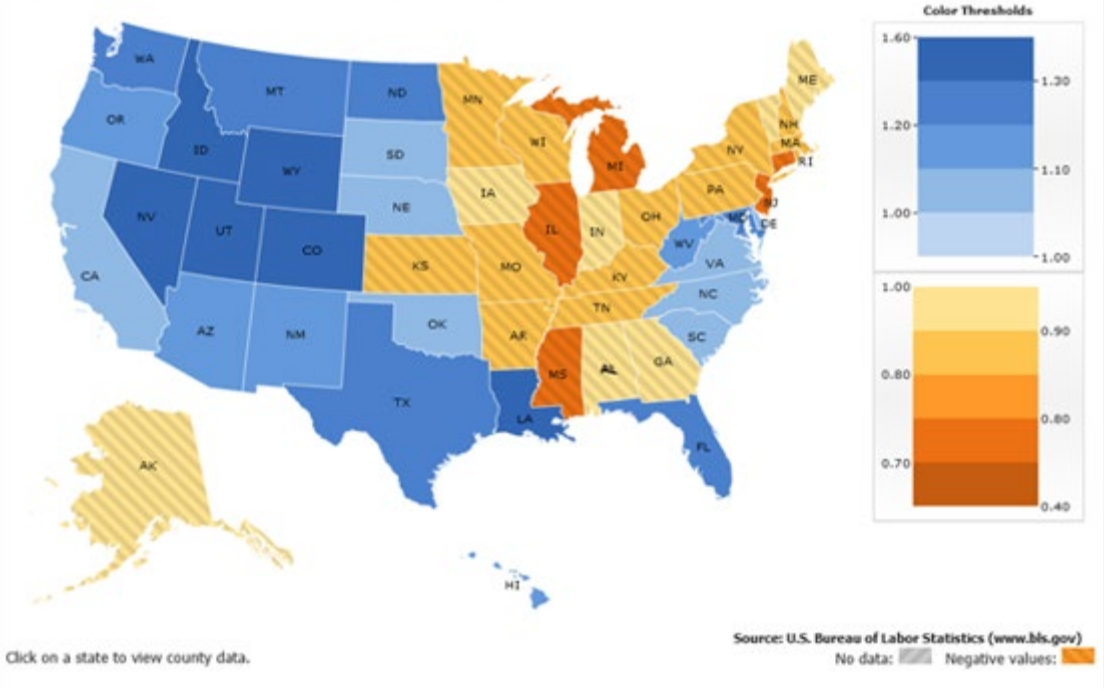 Color Thresholds
1.60
1.30
1.20
1.10
1.00
1.00
1.00
0.90
0.80
0.80
0.70
0.40
WA
MT
ND
MN
ME
OR
ID
WY
SD
WI
MI
NY
NH
MA
RI
NV
UT
CO
NE
IA
IL
IN
OH
PA
NJ
MD
DE
CA
KS
MO
KY
WV
VA
AZ
NM
OK
AR
TN
NC
SC
TX
LA
MS
AL
GA
FL
AK
HI
Source: U.S. Bureau of Labor Statistics (www.bls.gov)
Click on a state to view county data.
No data:
Negative values: